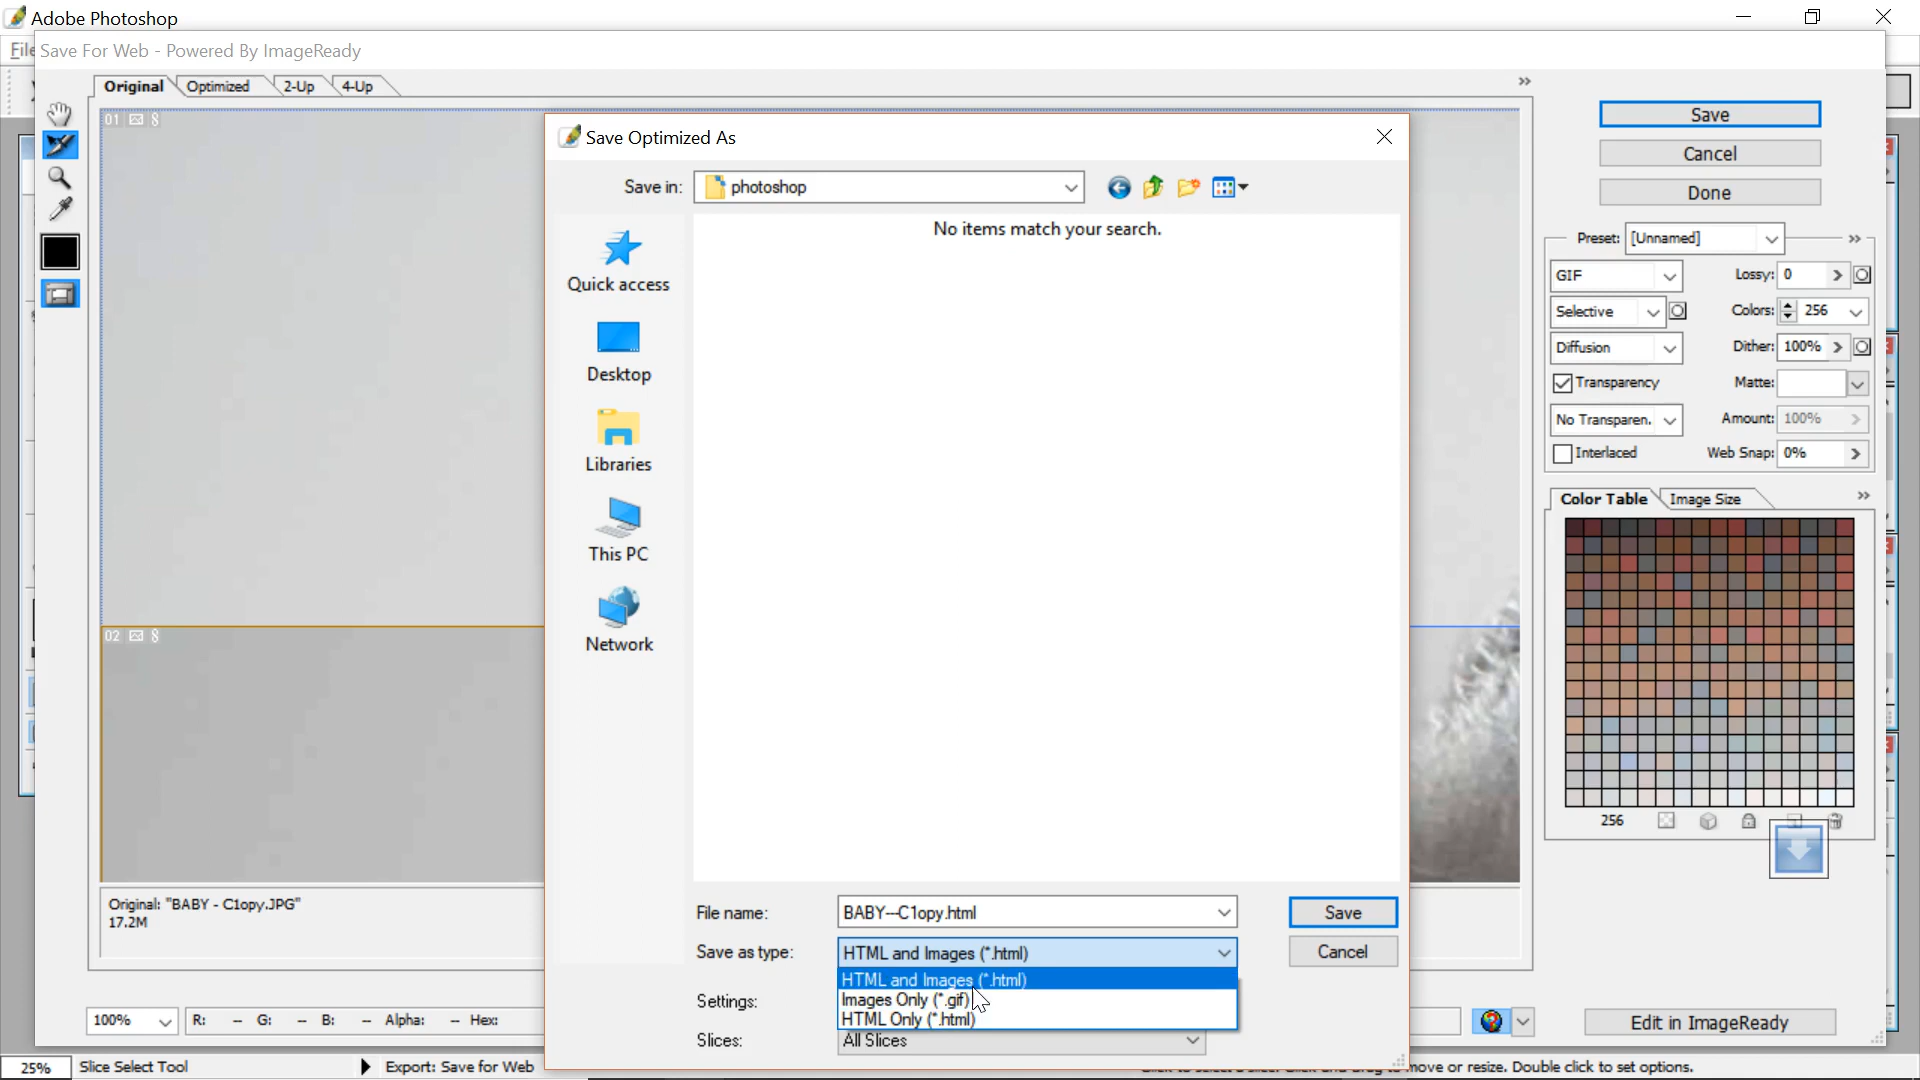 Adobe Photoshop
File
Save For Web - Powered By ImageReady
Original Optimized 2-Up 4-Up
01
Save
Cancel
Done
Preset: [Unnamed]
GIF Lossy: 0
Selective Colors: 256
Diffusion Dither: 100%
Transparency Matte:
No Transparen. Amount: 100%
Interlaced Web Snap: 0%
Color Table Image Size
256
Save Optimized As
Save in: photoshop
No items match your search.
Quick access
Desktop
Libraries
This PC
Network
02
File name: BABY---C1opy.html Save
Save as type: HTML and Images (*.html) Cancel
HTML and Images (*.html)
Images Only (*.gif)
HTML Only (*.html)
Settings:
Slices: All Slices
Original: "BABY - C1opy.JPG"
17.2M
100% R: -- G: -- B: -- Alpha: -- Hex:
Edit in ImageReady
25% Slice Select Tool Export: Save for Web move or resize. Double click to set options.